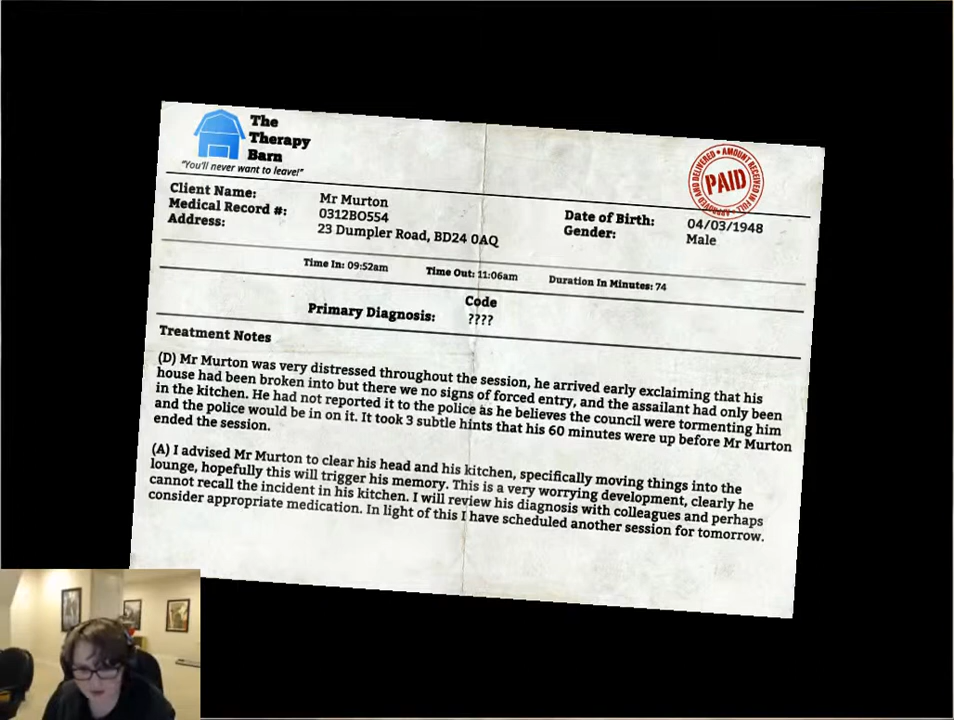 The
Therapy
Barn
"You'll never want to leave!"
APPROVED AND DELIVERED • AMOUNT RECEIVED IN FULL •
PAID
Client Name: Mr Murton
Medical Record #: 0312BO554
Address: 23 Dumpler Road, BD24 0AQ
Date of Birth: 04/03/1948
Gender: Male
Time In: 09:52am Time Out: 11:06am Duration In Minutes: 74
Code
Primary Diagnosis: ????
Treatment Notes
(D) Mr Murton was very distressed throughout the session, he arrived early exclaiming that his
house had been broken into but there we no signs of forced entry, and the assailant had only been
in the kitchen. He had not reported it to the police as he believes the council were tormenting him
and the police would be in on it. It took 3 subtle hints that his 60 minutes were up before Mr Murton
ended the session.
(A) I advised Mr Murton to clear his head and his kitchen, specifically moving things into the
lounge, hopefully this will trigger his memory. This is a very worrying development, clearly he
cannot recall the incident in his kitchen. I will review his diagnosis with colleagues and perhaps
consider appropriate medication. In light of this I have scheduled another session for tomorrow.